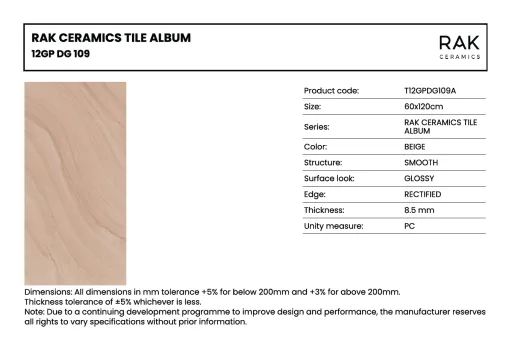 RAK CERAMICS TILE ALBUM
12GP DG 109
RAK
CERAMICS
Product code: T12GPDG109A
Size: 60x120cm
Series: RAK CERAMICS TILE
ALBUM
Color: BEIGE
Structure: SMOOTH
Surface look: GLOSSY
Edge: RECTIFIED
Thickness: 8.5 mm
Unity measure: PC
Dimensions: All dimensions in mm tolerance +5% for below 200mm and +3% for above 200mm.
Thickness tolerance of ±5% whichever is less.
Note: Due to a continuing development programme to improve design and performance, the manufacturer reserves
all rights to vary specifications without prior information.